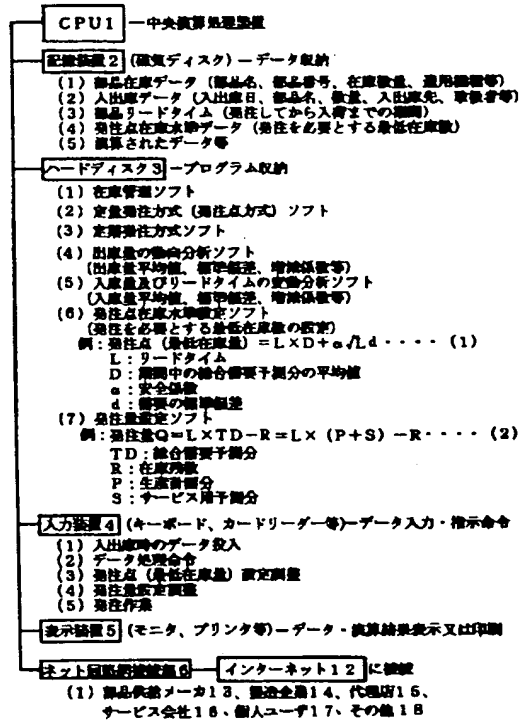 CPU1 ー中央演算処理装置
記憶装置2 (磁気ディスク) ーデータ収納
(1) 部品在庫データ (部品名、部品番号、在庫数量、適用機種等)
(2) 入出庫データ (入出庫日、部品名、数量、入出庫先、取扱者等)
(3) 部品リードタイム (発注してから入荷までの期間)
(4) 発注点在庫水準データ (発注を必要とする最低在庫数)
(5) 演算されたデータ等
ハードディスク3 ープログラム収納
(1) 在庫管理ソフト
(2) 定量発注方式 (発注点方式) ソフト
(3) 定期発注方式ソフト
(4) 出庫量の動向分析ソフト
(出庫量平均値、標準偏差、増減係数等)
(5) 入庫量及びリードタイムの変動分析ソフト
(入庫量平均値、標準偏差、増減係数等)
(6) 発注点在庫水準設定ソフト
(発注を必要とする最低在庫量の設定)
例:発注点 (最低在庫量) =L×D+α√Ld・・・・ (1)
L:リードタイム
D:期間中の総合需要予測分の平均値
α:安全係数
d:需要の標準偏差
(7) 発注量設定ソフト
例:発注量Q=L×TD−R=L× (P+S) −R・・・・ (2)
TD:総合需要予測分
R:在庫残数
P:生産計画分
S:サービス用予測分
入力装置4 (キーボード、カードリーダー等)ーデータ入力・指示命令
(1) 入出庫時のデータ投入
(2) データ処理命令
(3) 発注点 (最低在庫量) 設定調整
(4) 発注量設定調整
(5) 発注作業
表示装置5 (モニタ、プリンタ等) ーデータ・演算結果表示又は印刷
ネット回路網接続部6 インターネット12 に接続
(1) 部品供給メーカ13、製造企業14、代理店15、
サービス会社16、個人ユーザ17、その他18